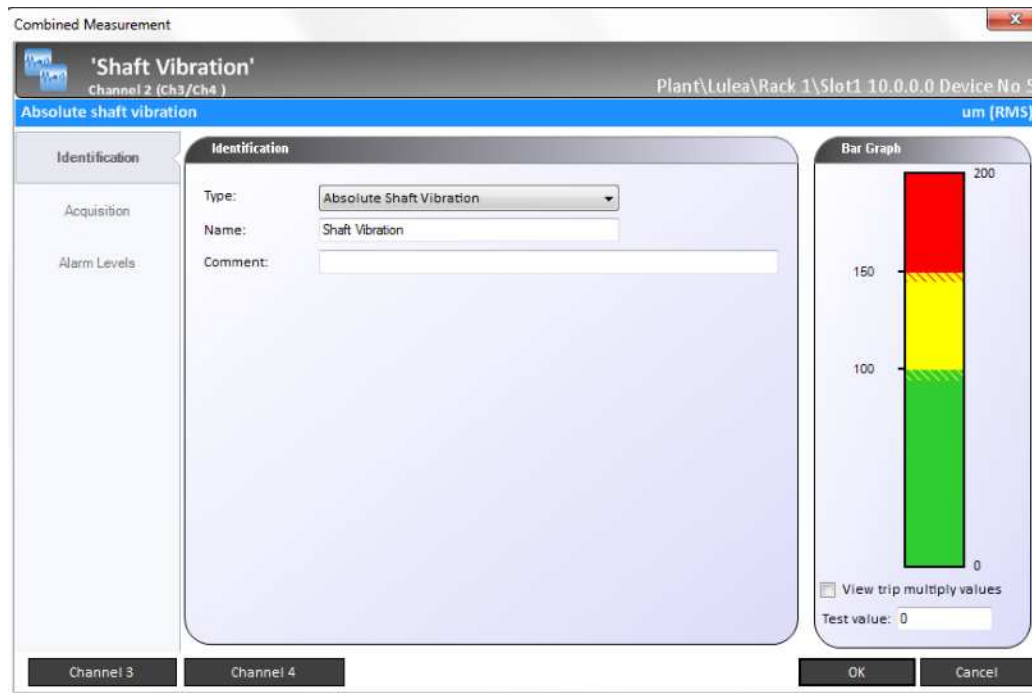 Combined Measurement
x
'Shaft Vibration'
Channel 2 (Ch3/Ch4 )
Plant\Lulea\Rack 1\Slot1 10.0.0.0 Device No
Absolute shaft vibration
um (RMS)
Identification
Acquisition
Alarm Levels
Identification
Type:
Absolute Shaft Vibration
Name:
Shaft Vibration
Comment:
Bar Graph
200
150
100
0
View trip multiply values
Test value: 0
Channel 3
Channel 4
OK
Cancel